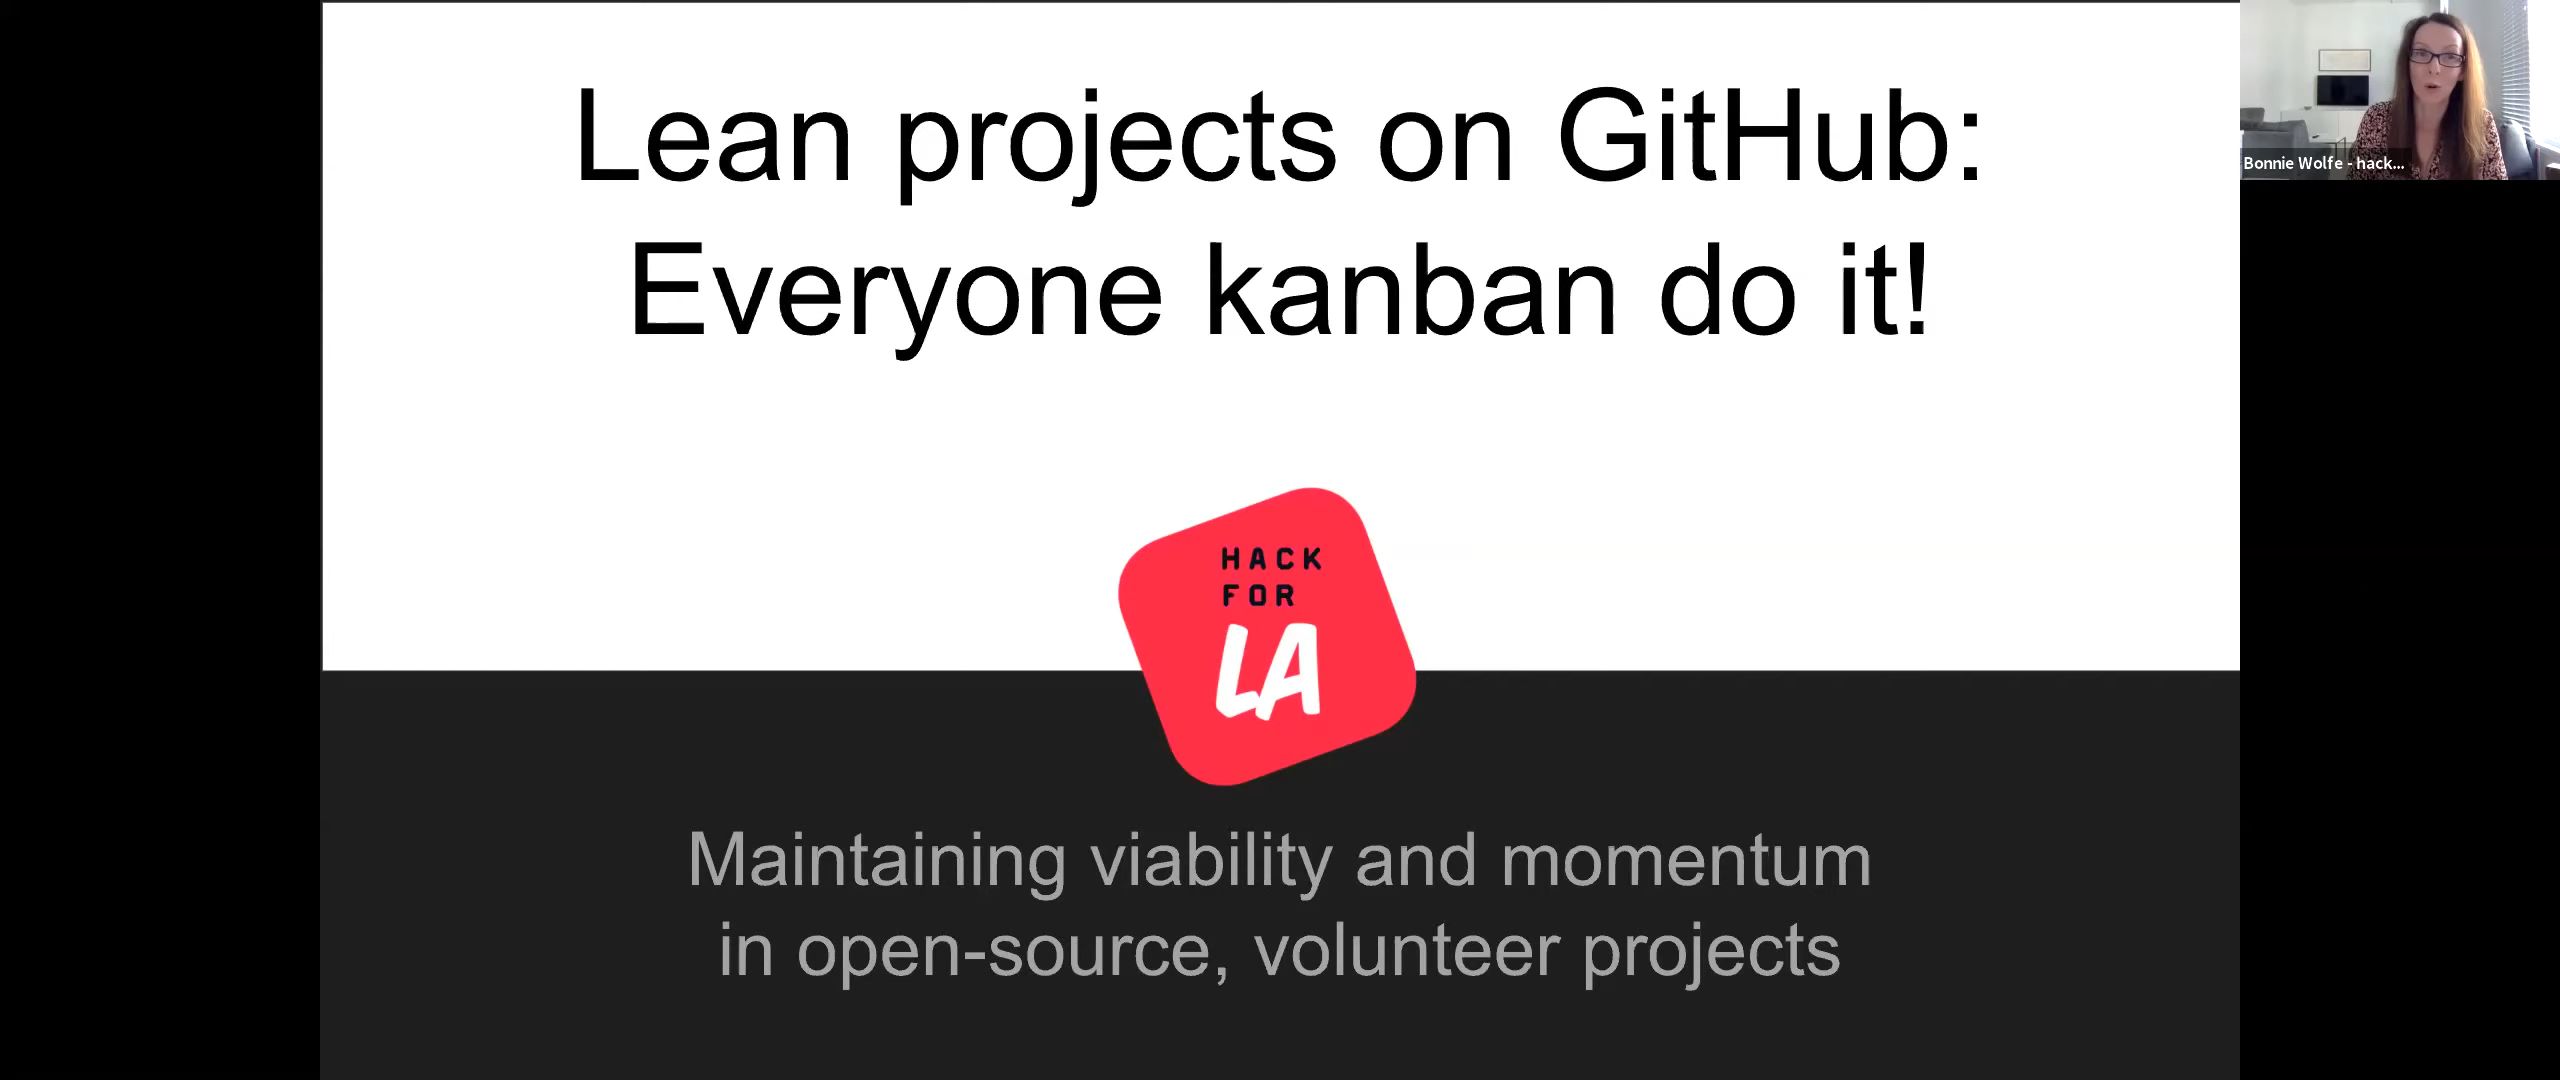 Lean projects on GitHub:
Everyone kanban do it!
HACK
FOR
LA
Maintaining viability and momentum
in open-source, volunteer projects
Bonnie Wolfe - hack...